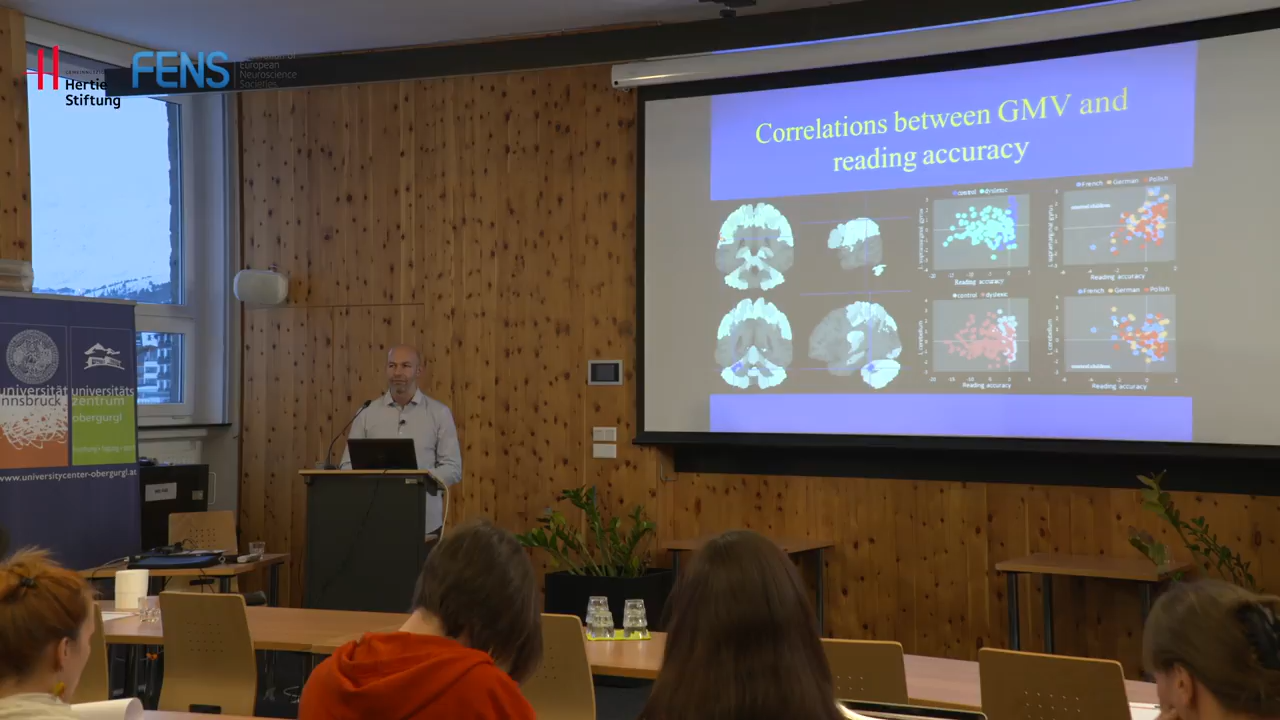 Hertie
Stiftung
FENS
European
Neuroscience
Societies
Correlations between GMV and
reading accuracy
control dyslexic
French German Polish
Reading accuracy
Reading accuracy
control dyslexic
French German Polish
L cerebellum
L cerebellum
Reading accuracy
Reading accuracy
universität
innsbruck
universitäts
zentrum
obergurgl
www.universitycenter-obergurgl.at